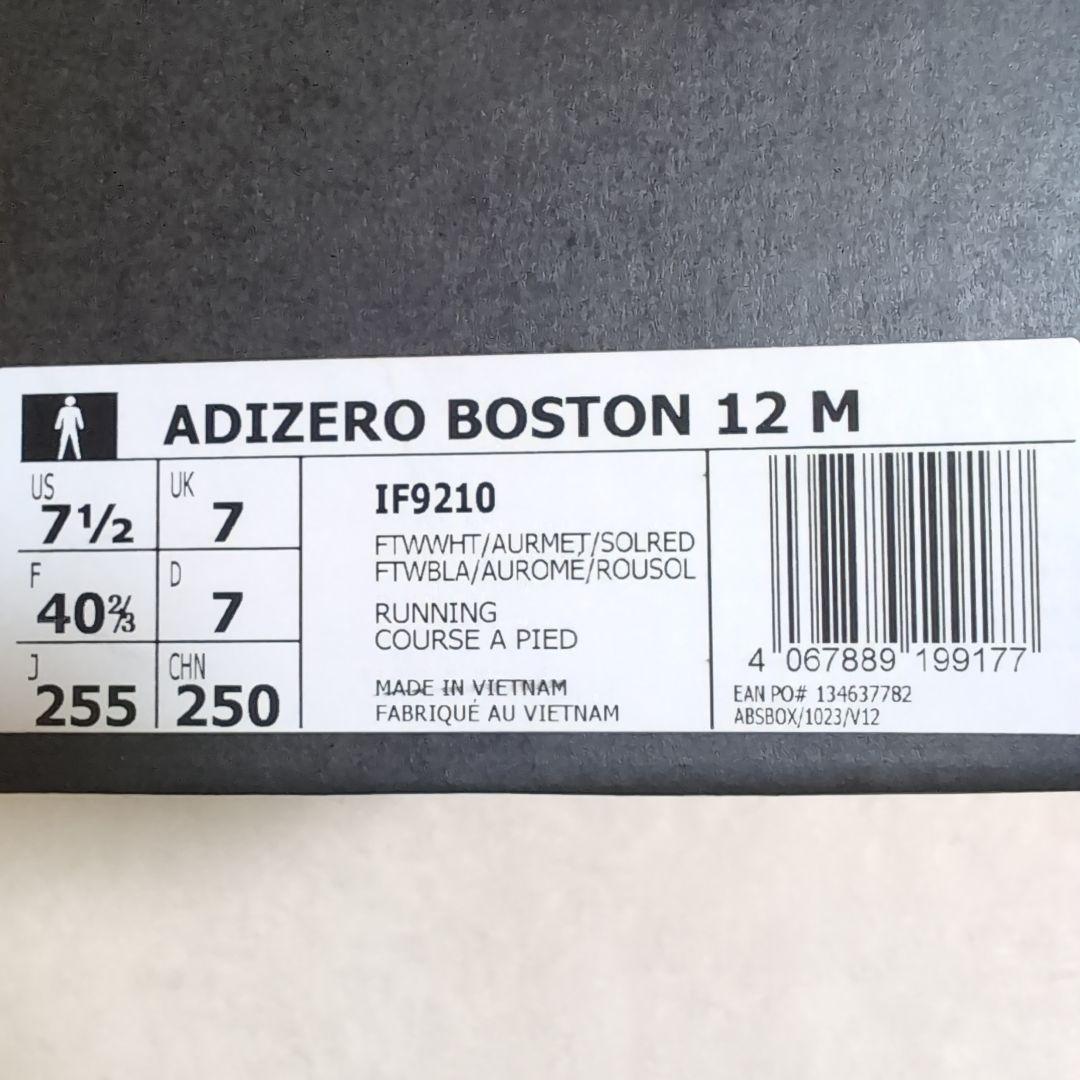 ADIZERO BOSTON 12 M
US UK
7½ 7
F D
40⅔ 7
J CHN
255 250
IF9210
FTWWHT/AURMET/SOLRED
FTWBLA/AUROMÉ/ROUSOL
RUNNING
COURSE A PIED
MADE IN VIETNAM
FABRIQUÉ AU VIETNAM
4 067889 199177
EAN PO# 134637782
ABSBOX/1023/V12